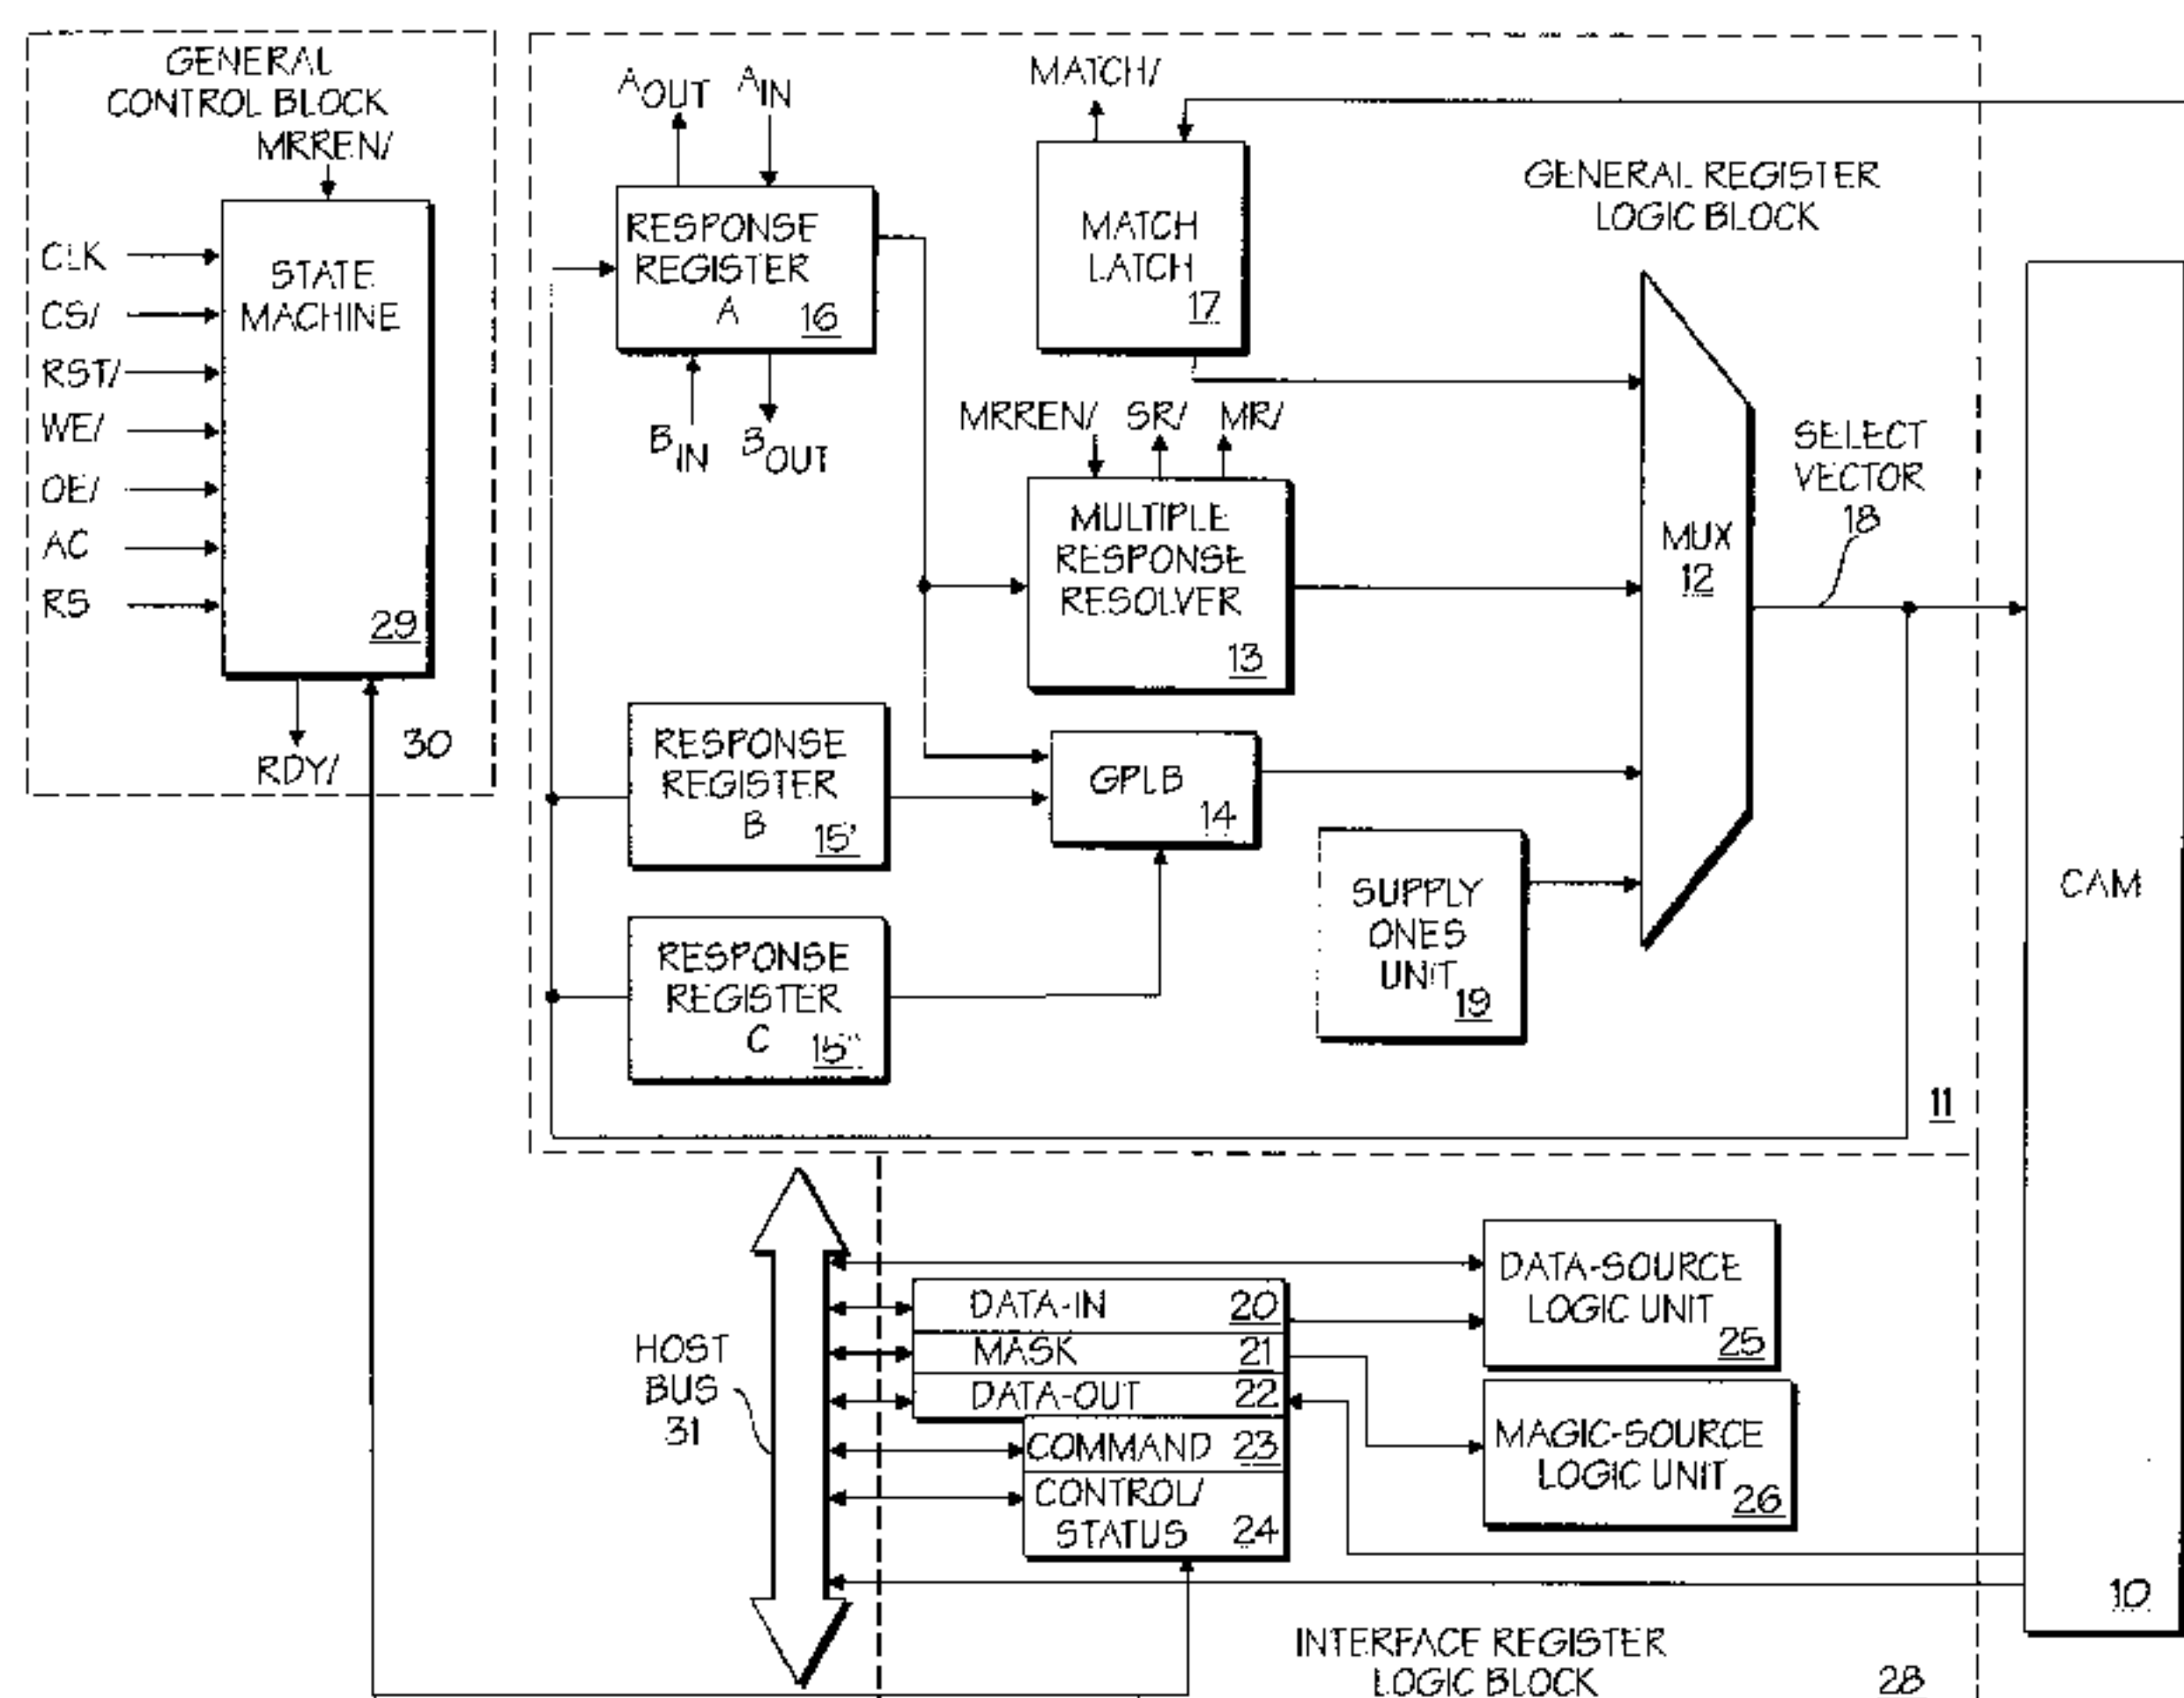 GENERAL
CONTROL BLOCK
MRREN/
CLK
CS/
RST/
WE/
OE/
AC
RS
STATE
MACHINE
29
RDY/
30
AOUT
AIN
RESPONSE
REGISTER
A 16
BIN
BOUT
MATCH/
MATCH
LATCH
17
GENERAL REGISTER
LOGIC BLOCK
MRREN/ SR/ MR/
MULTIPLE
RESPONSE
RESOLVER
13
MUX
12
SELECT
VECTOR
18
RESPONSE
REGISTER
B 15'
GPLB
14
RESPONSE
REGISTER
C 15"
SUPPLY
ONES
UNIT
19
11
CAM
10
HOST
BUS
31
DATA-IN 20
MASK 21
DATA-OUT 22
COMMAND 23
CONTROL/
STATUS 24
DATA-SOURCE
LOGIC UNIT
25
MAGIC-SOURCE
LOGIC UNIT
26
INTERFACE REGISTER
LOGIC BLOCK
28